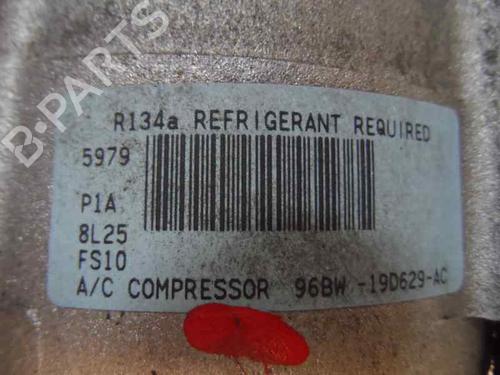 B-PARTS
R134a REFRIGERANT REQUIRED
5979
P1A
8L25
FS10
A/C COMPRESSOR 96BW -19D629-AC